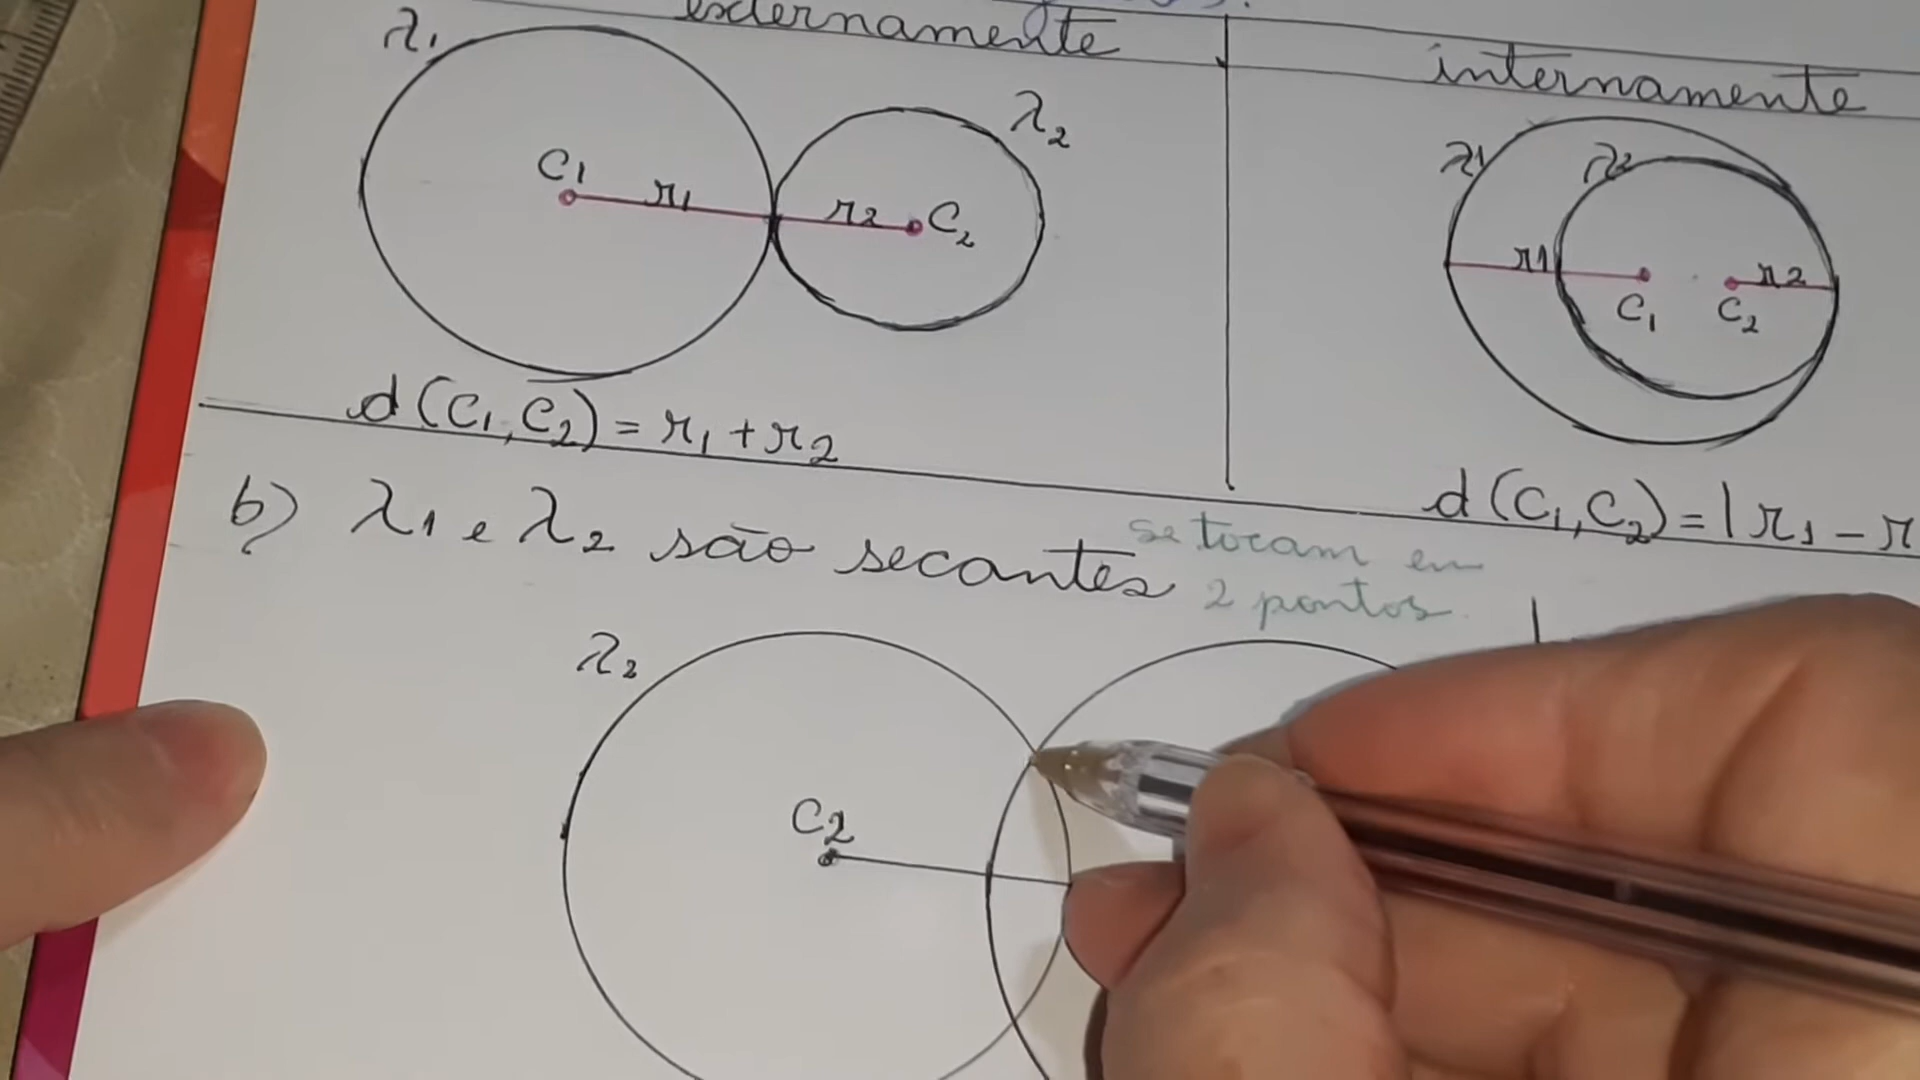 externamente
internamente
λ₁
λ₂
C₁
r₁
r₂
C₂
d(C₁,C₂) = r₁ + r₂
λ1
λ2
r1
r2
C₁
C₂
d(C₁,C₂) = |r₁ - r
b) λ₁ e λ₂ são secantes
se tocam em
2 pontos.
λ₂
C₂